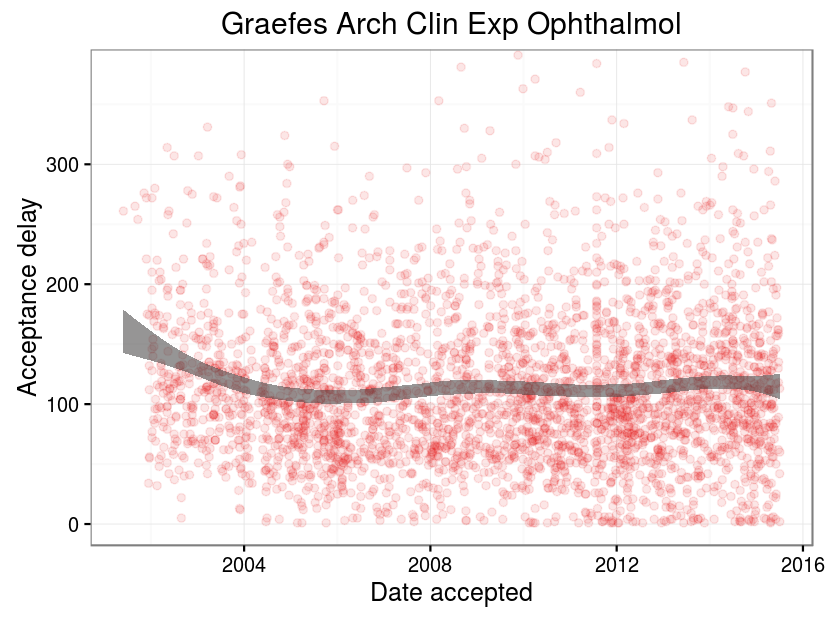 Graefes Arch Clin Exp Ophthalmol
Acceptance delay
300
200
100
0
2004 2008 2012 2016
Date accepted